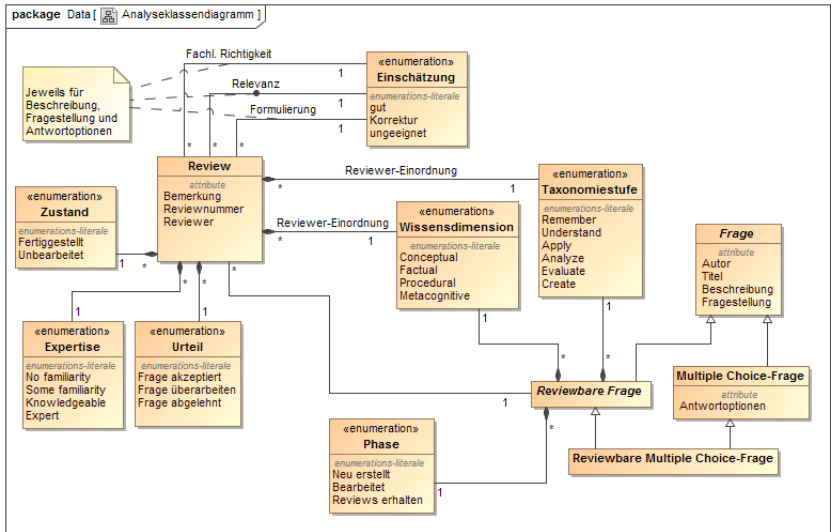 package Data [ Analyseklassendiagramm ]
Jeweils für
Beschreibung,
Fragestellung und
Antwortoptionen
Fachl. Richtigkeit
1
*
Relevanz
1
*
Formulierung
1
*
«enumeration»
Einschätzung
enumerations-literale
gut
Korrektur
ungeeignet
Review
attribute
Bemerkung
Reviewnummer
Reviewer
Reviewer-Einordnung
*
1
Reviewer-Einordnung
*
1
«enumeration»
Taxonomiestufe
enumerations-literale
Remember
Understand
Apply
Analyze
Evaluate
Create
«enumeration»
Zustand
enumerations-literale
Fertiggestellt
Unbearbeitet
1
*
«enumeration»
Wissensdimension
enumerations-literale
Conceptual
Factual
Procedural
Metacognitive
Frage
attribute
Autor
Titel
Beschreibung
Fragestellung
*
*
*
1
1
1
1
«enumeration»
Expertise
enumerations-literale
No familiarity
Some familiarity
Knowledgeable
Expert
«enumeration»
Urteil
enumerations-literale
Frage akzeptiert
Frage überarbeiten
Frage abgelehnt
*
*
1
Reviewbare Frage
*
Multiple Choice-Frage
attribute
Antwortoptionen
«enumeration»
Phase
enumerations-literale
Neu erstellt
Bearbeitet
Reviews erhalten
1
Reviewbare Multiple Choice-Frage